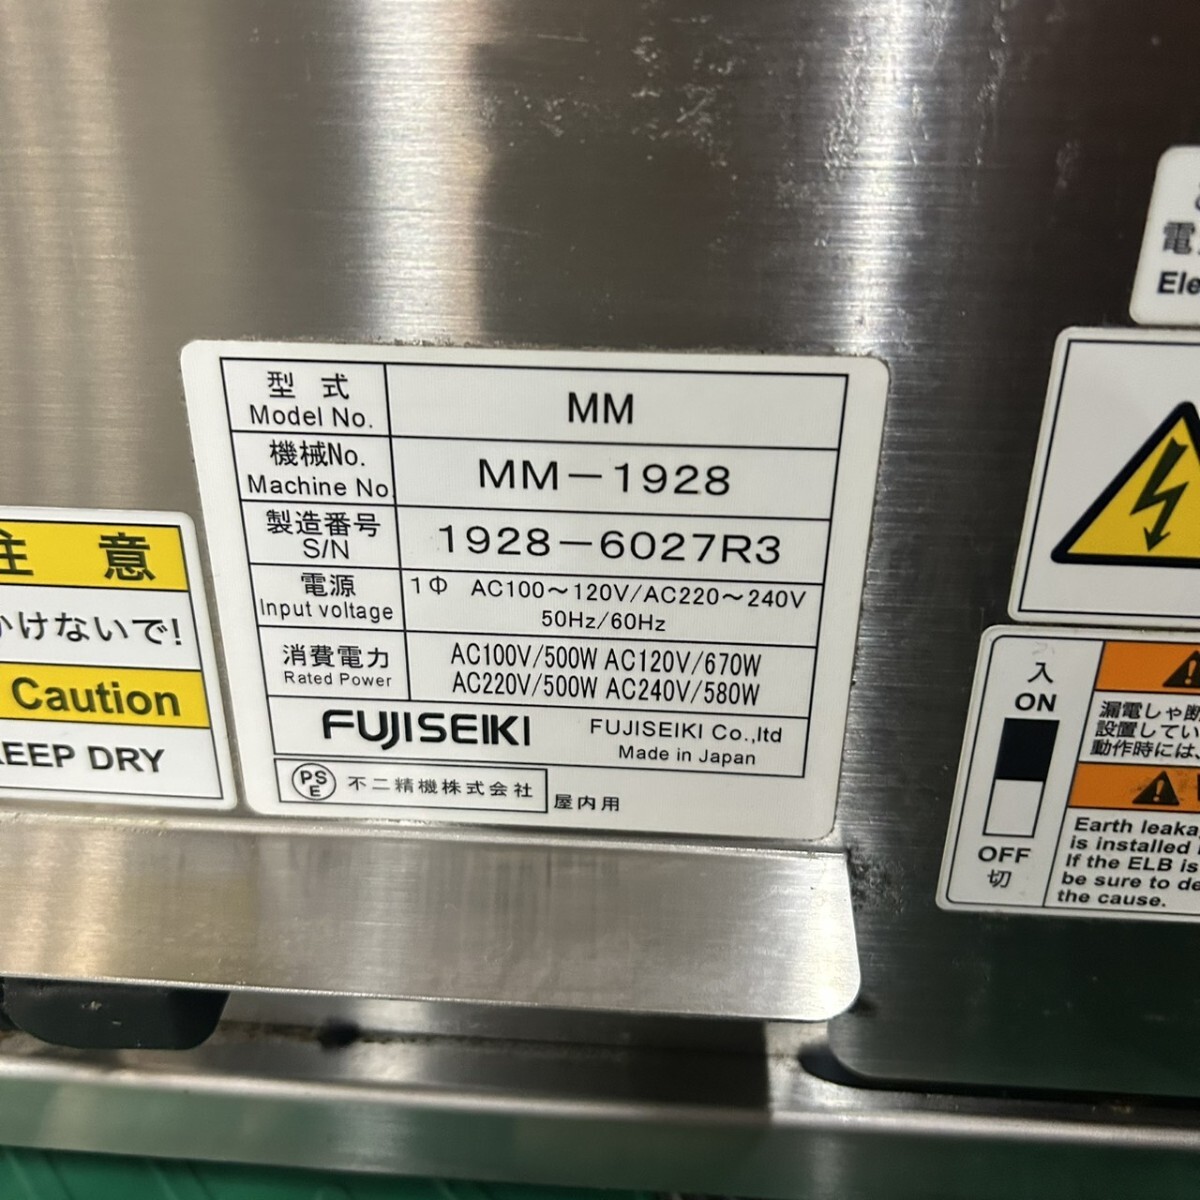 型 式
Model No.
MM
機械No.
Machine No.
MM-1928
製造番号
S/N
1928-6027R3
電源
Input voltage
1Φ AC100~120V/AC220~240V
50Hz/60Hz
消費電力
Rated Power
AC100V/500W AC120V/670W
AC220V/500W AC240V/580W
FUJISEIKI
FUJISEIKI Co.,ltd
Made in Japan
PSE
不二精機株式会社
屋内用
注 意
かけないで!
Caution
KEEP DRY
電
Ele
入
ON
OFF
切
漏電しゃ断
設置してい
動作時には、
Earth leaka
is installed
If the ELB is
be sure to de
the cause.